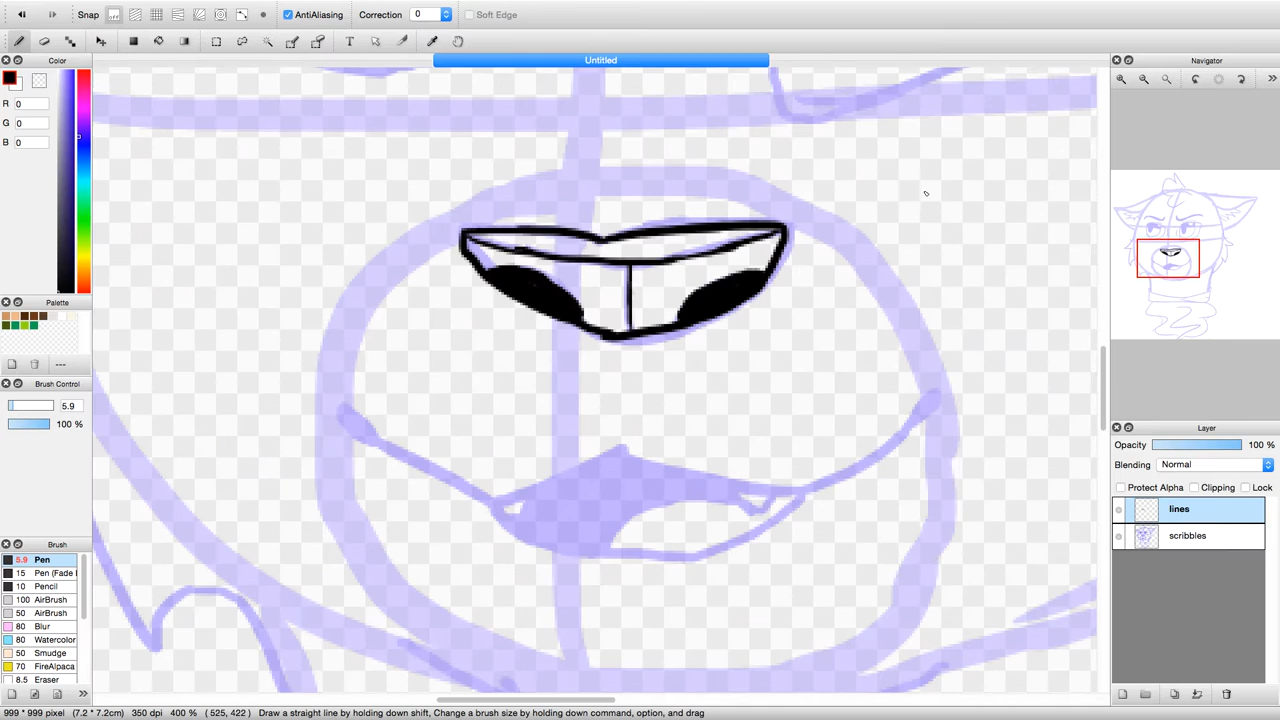 Snap off AntiAliasing Correction 0 Soft Edge
Untitled
Color
R 0
G 0
B 0
Palette
---
Brush Control
5.9
100 %
Brush
5.9 Pen
15 Pen (Fade I
10 Pencil
100 AirBrush
50 AirBrush
80 Blur
80 Watercolor
50 Smudge
70 FireAlpaca
8.5 Eraser
Navigator
Layer
Opacity 100 %
Blending Normal
Protect Alpha Clipping Lock
lines
scribbles
999 * 999 pixel (7.2 * 7.2cm) 350 dpi 400 % ( 525, 422 ) Draw a straight line by holding down shift, Change a brush size by holding down command, option, and drag